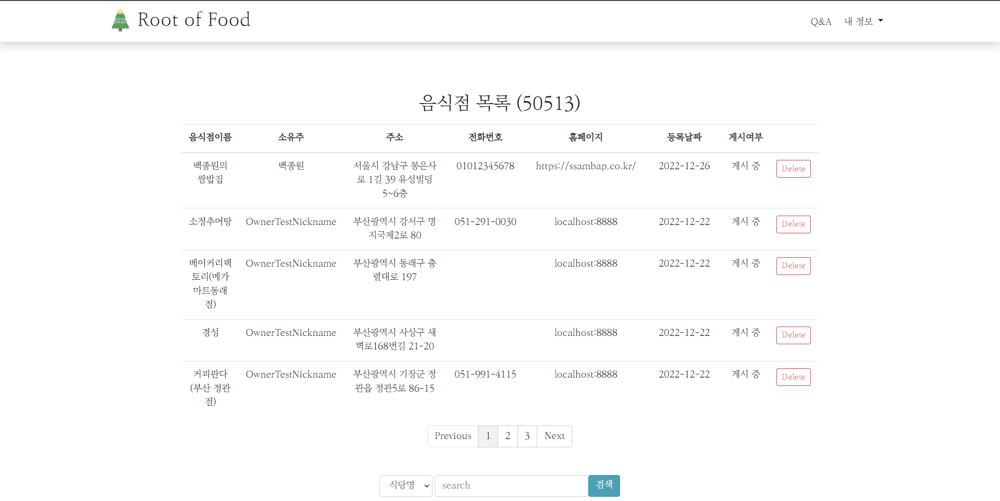 Root of Food
Q&A 내 정보
음식점 목록 (50513)
음식점이름 소유주 주소 전화번호 홈페이지 등록날짜 게시여부
백종원의 백종원 서울시 강남구 봉은사 01012345678 https://ssambap.co.kr/ 2022-12-26 게시 중 Delete
쌈밥집 로 1길 39 유성빌딩
5~6층
소정추어탕 OwnerTestNickname 부산광역시 강서구 명 051-291-0030 localhost:8888 2022-12-22 게시 중 Delete
지국제2로 80
베이커리팩 OwnerTestNickname 부산광역시 동래구 충 localhost:8888 2022-12-22 게시 중 Delete
토리(메가 렬대로 197
마트동래
점)
경성 OwnerTestNickname 부산광역시 사상구 새 localhost:8888 2022-12-22 게시 중 Delete
벽로168번길 21-20
커피판다 OwnerTestNickname 부산광역시 기장군 정 051-991-4115 localhost:8888 2022-12-22 게시 중 Delete
(부산 정관 관읍 정관5로 86-15
점)
Previous 1 2 3 Next
식당명 search 검색